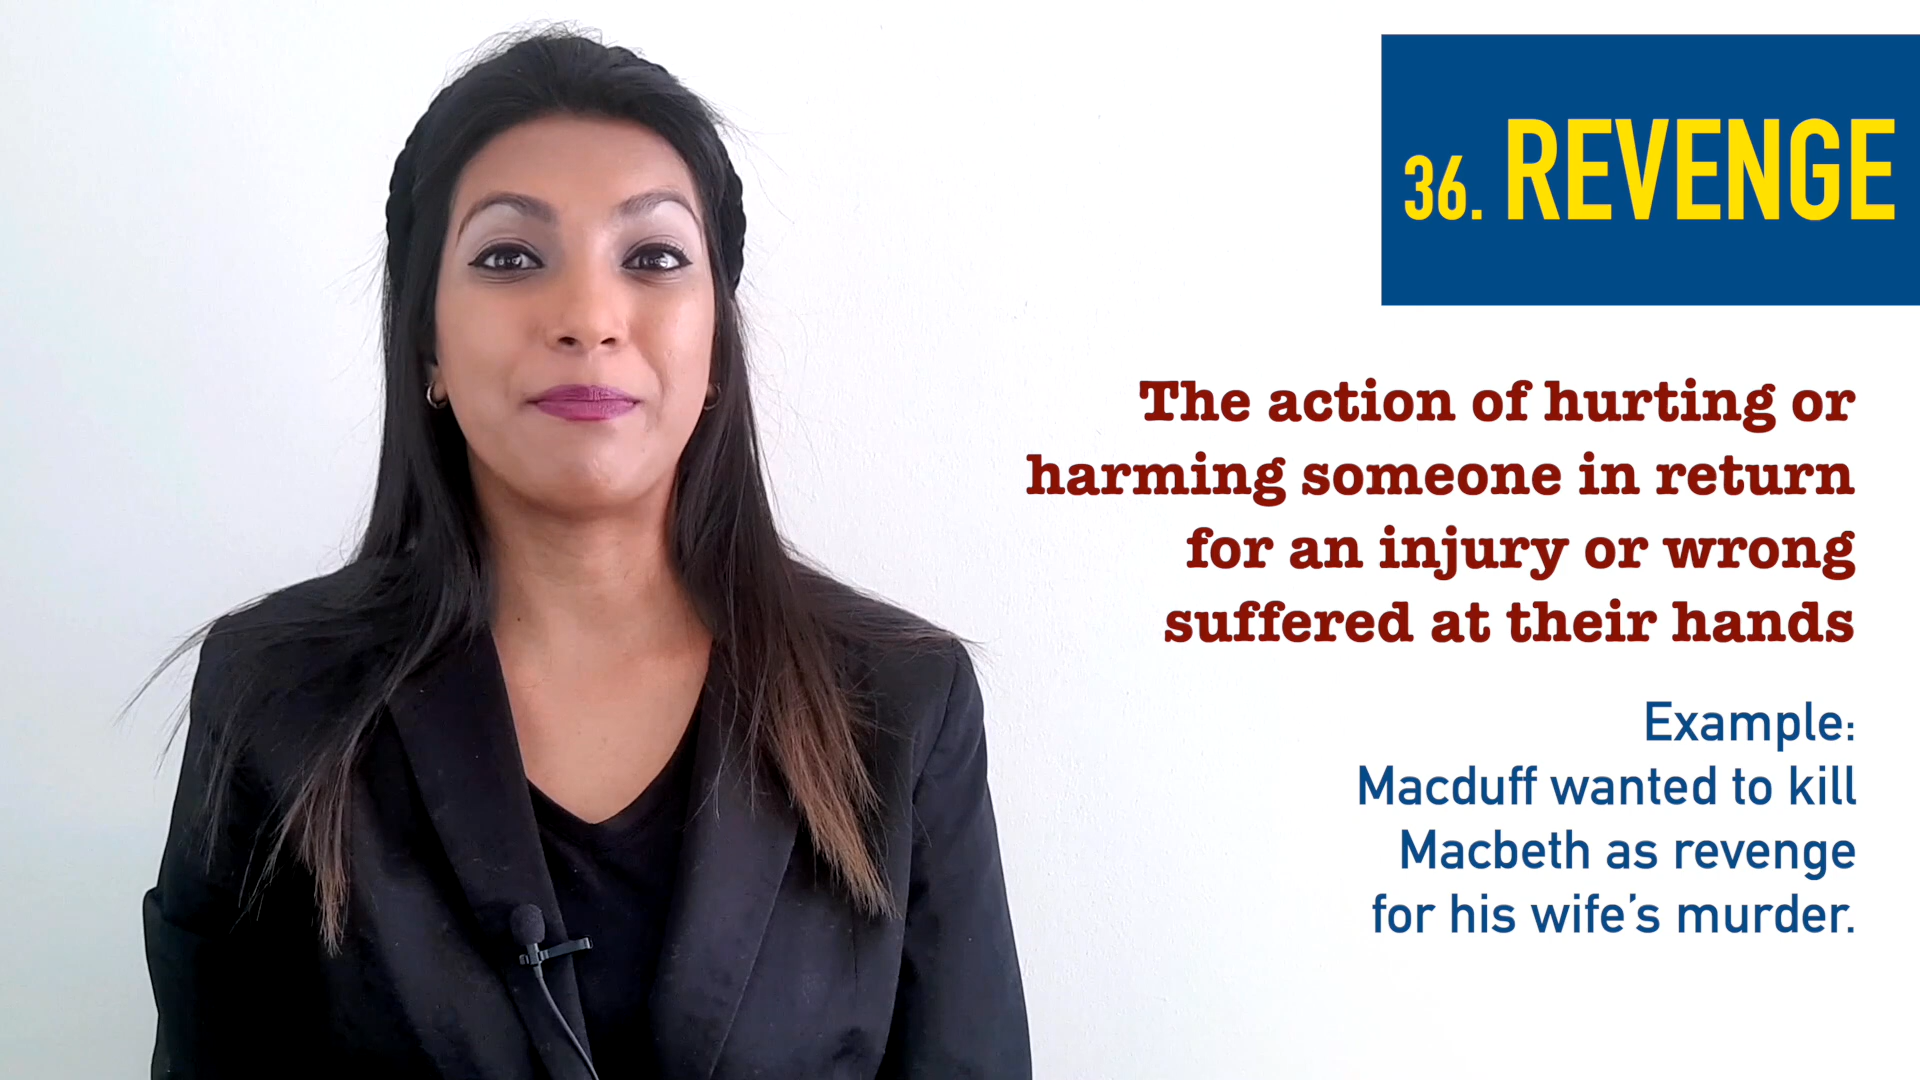 36. REVENGE
The action of hurting or
harming someone in return
for an injury or wrong
suffered at their hands
Example:
Macduff wanted to kill
Macbeth as revenge
for his wife’s murder.